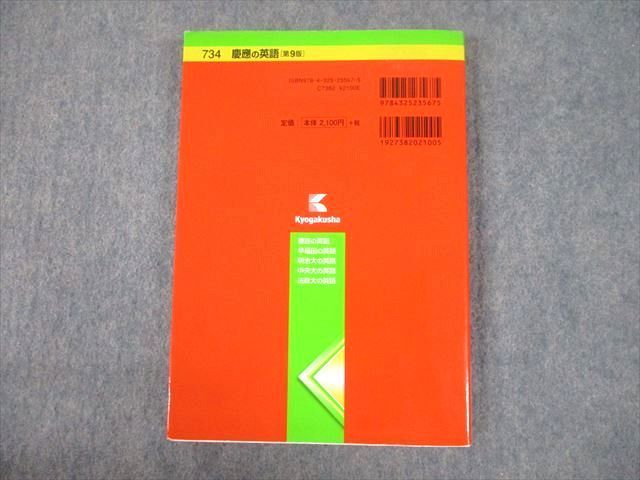 734 慶應の英語[第9版]
ISBN978-4-325-23567-5
C7382 ¥2100E
9784325235675
定価 本体2,100円 +税
1927382021005
K
Kyogakusha
慶應の英語
早稲田の英語
明治大の英語
中央大の英語
法政大の英語